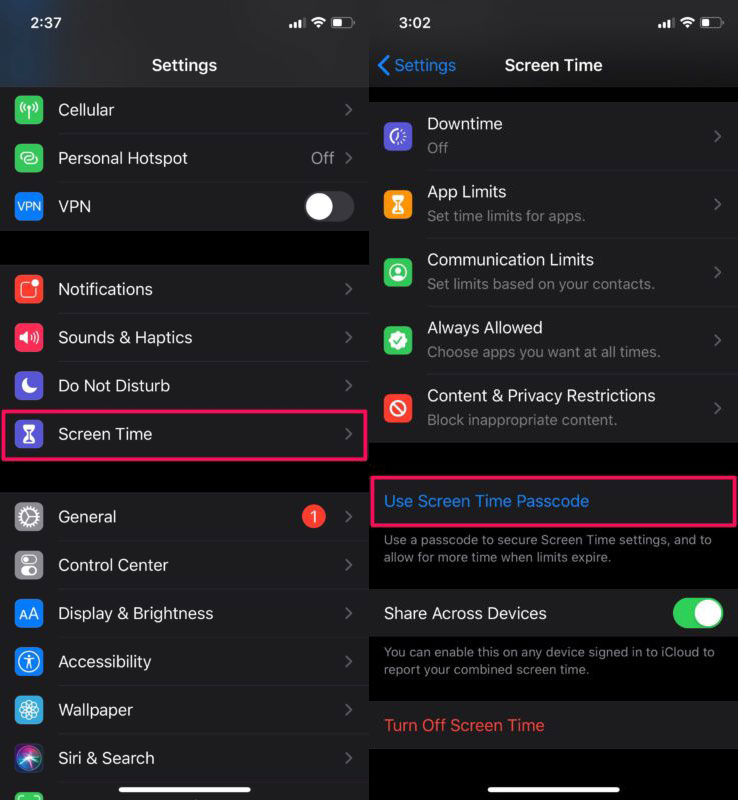 2:37
Settings
Cellular
Personal Hotspot Off
VPN VPN
Notifications
Sounds & Haptics
Do Not Disturb
Screen Time
General 1
Control Center
AA Display & Brightness
Accessibility
Wallpaper
Siri & Search
3:02
Settings Screen Time
Downtime
Off
App Limits
Set time limits for apps.
Communication Limits
Set limits based on your contacts.
Always Allowed
Choose apps you want at all times.
Content & Privacy Restrictions
Block inappropriate content.
Use Screen Time Passcode
Use a passcode to secure Screen Time settings, and to
allow for more time when limits expire.
Share Across Devices
You can enable this on any device signed in to iCloud to
report your combined screen time.
Turn Off Screen Time